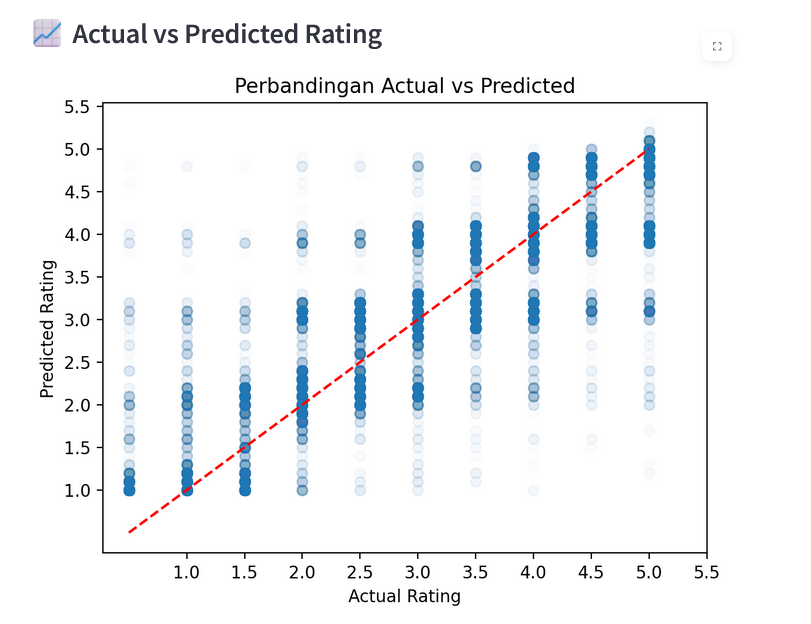 Actual vs Predicted Rating
Perbandingan Actual vs Predicted
5.5
5.0
4.5
4.0
3.5
3.0
2.5
2.0
1.5
1.0
Predicted Rating
1.0 1.5 2.0 2.5 3.0 3.5 4.0 4.5 5.0 5.5
Actual Rating